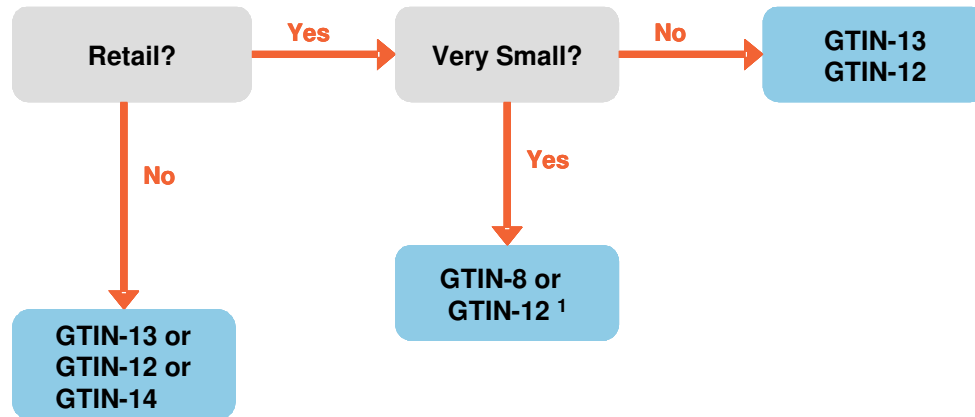 Retail?
Yes
Very Small?
No
GTIN-13
GTIN-12
No
Yes
GTIN-8 or
GTIN-12 ¹
GTIN-13 or
GTIN-12 or
GTIN-14